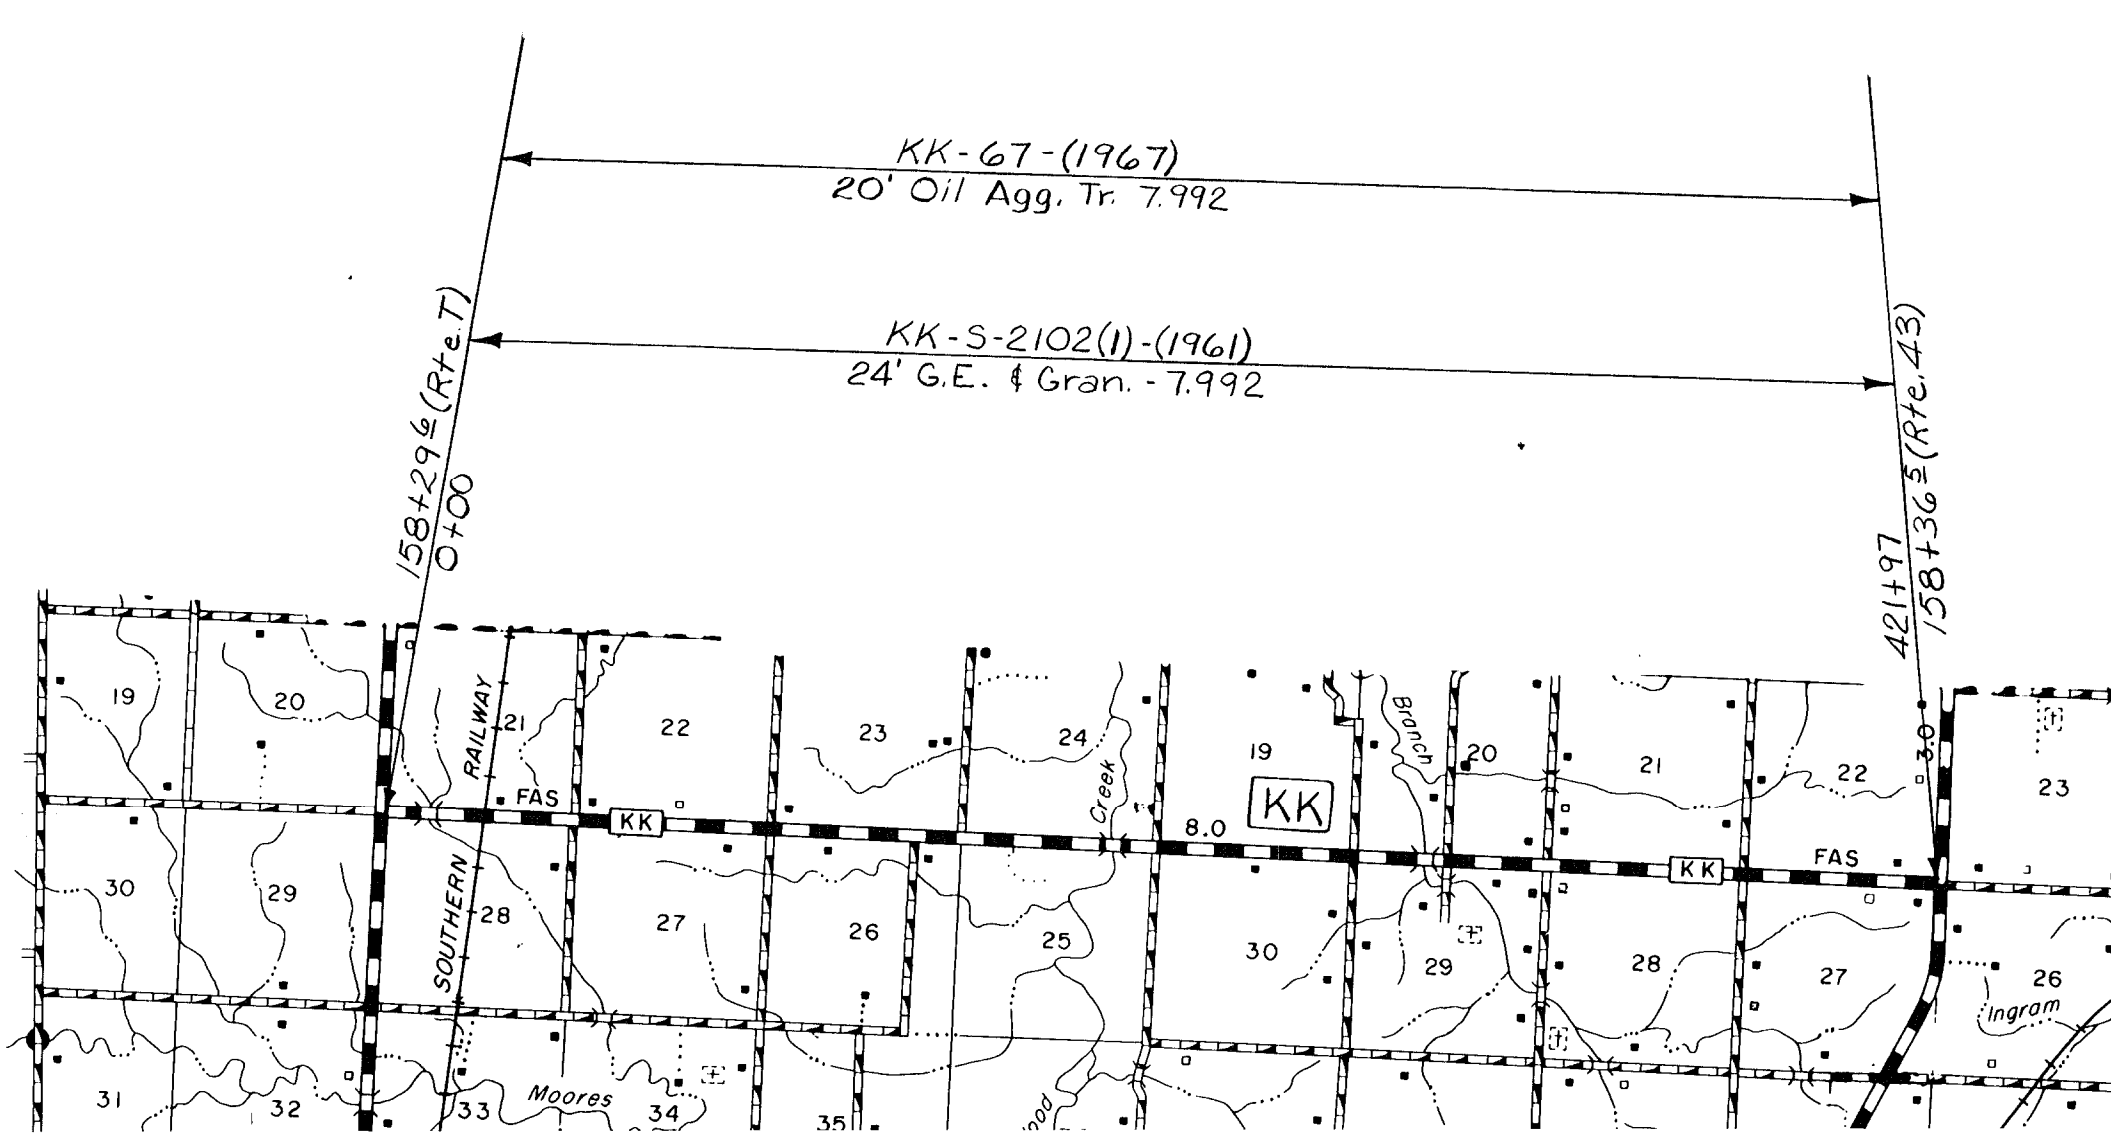 KK-67-(1967)
20' Oil Agg. Tr. 7.992
KK-S-2102(1)-(1961)
24' G.E. & Gran. - 7.992
158+29 6 (Rte. T)
0+00
421+97
158+36 5 (Rte. 43)
19
20
RAILWAY
21
22
23
24
Creek
19
Branch
20
21
22
3.0
23
FAS
KK
8.0
KK
KK
FAS
30
29
SOUTHERN
28
27
26
25
30
29
28
27
26
Ingram
31
32
33
Moores
34
35